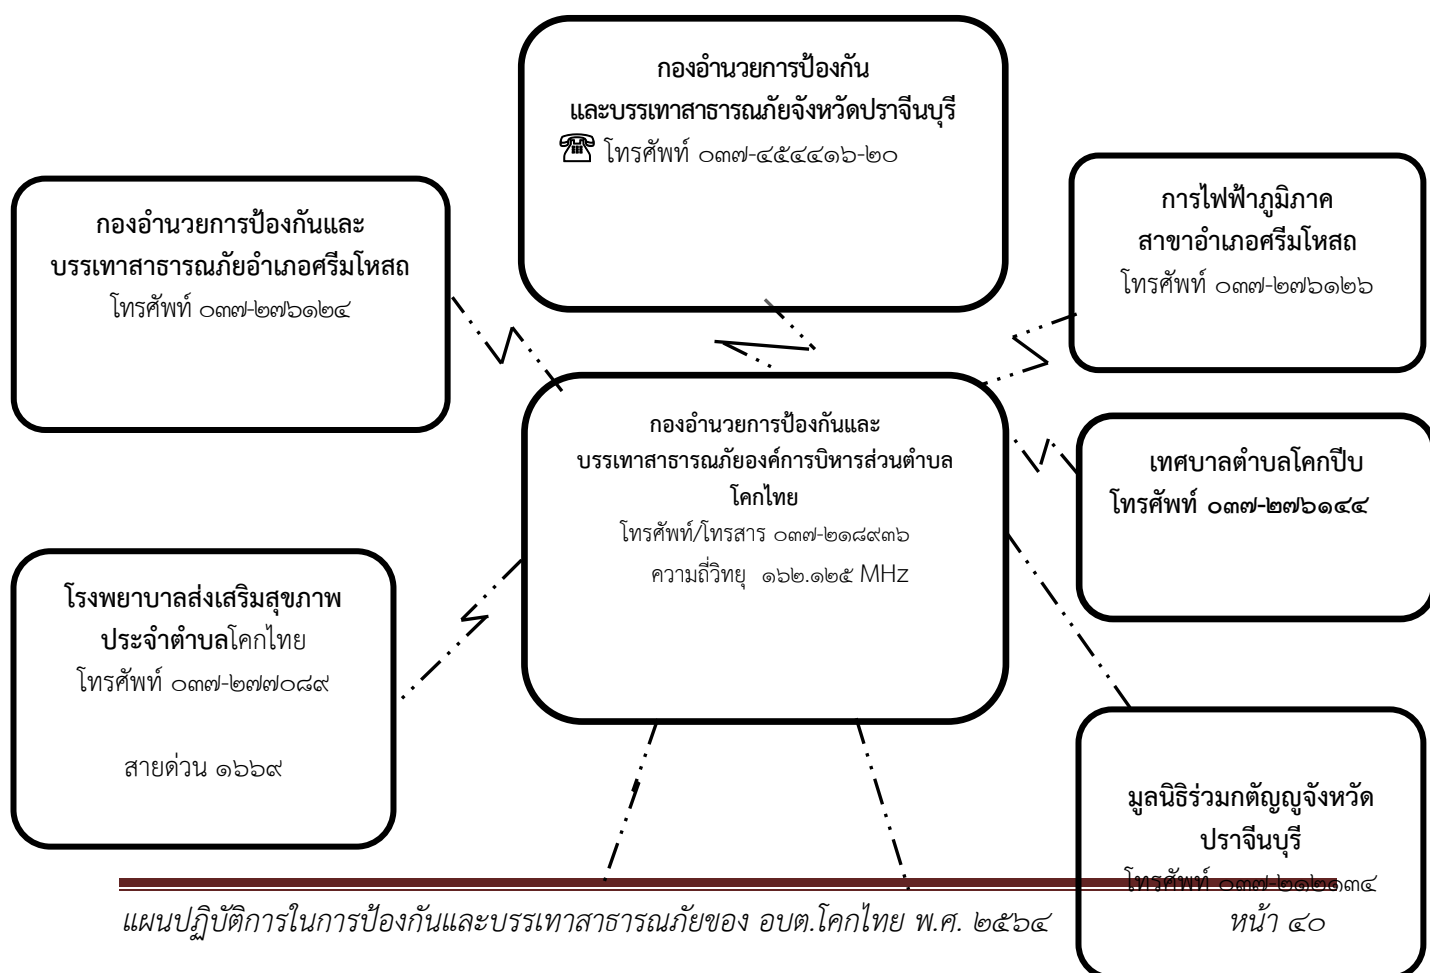 กองอำนวยการป้องกัน
และบรรเทาสาธารณภัยจังหวัดปราจีนบุรี
โทรศัพท์ ๐๓๗-๔๕๔๔๑๖-๒๐
กองอำนวยการป้องกันและ
บรรเทาสาธารณภัยอำเภอศรีมโหสถ
โทรศัพท์ ๐๓๗-๒๗๖๑๒๔
การไฟฟ้าภูมิภาค
สาขาอำเภอศรีมโหสถ
โทรศัพท์ ๐๓๗-๒๗๖๑๒๖
กองอำนวยการป้องกันและ
บรรเทาสาธารณภัยองค์การบิหารส่วนตำบล
โคกไทย
โทรศัพท์/โทรสาร ๐๓๗-๒๑๘๙๓๖
ความถี่วิทยุ ๑๖๒.๑๒๕ MHz
เทศบาลตำบลโคกปีบ
โทรศัพท์ ๐๓๗-๒๗๖๑๔๔
โรงพยาบาลส่งเสริมสุขภาพ
ประจำตำบลโคกไทย
โทรศัพท์ ๐๓๗-๒๗๗๐๘๙
สายด่วน ๑๖๖๙
มูลนิธิร่วมกตัญญูจังหวัด
ปราจีนบุรี
โทรศัพท์ ๐๓๗-๒๑๒๑๓๔
แผนปฏิบัติการในการป้องกันและบรรเทาสาธารณภัยของ อบต.โคกไทย พ.ศ. ๒๕๖๔ หน้า ๔๐